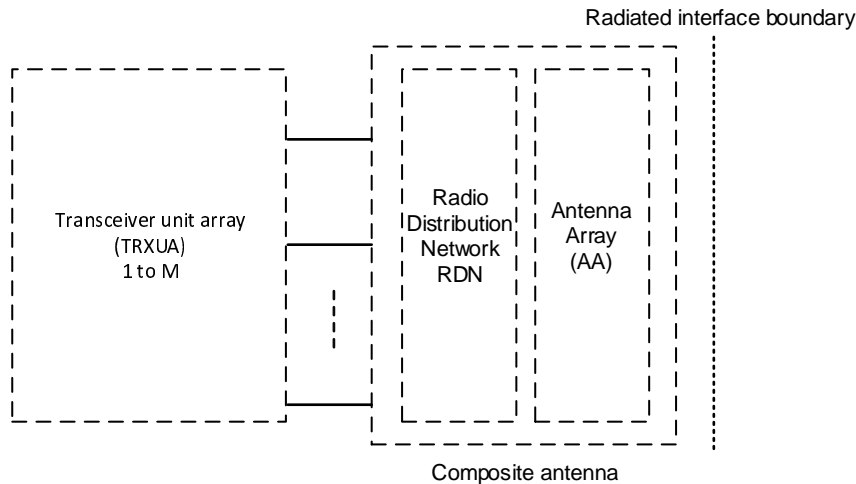 Radiated interface boundary
Transceiver unit array
(TRXUA)
1 to M
Radio
Distribution
Network
RDN
Antenna
Array
(AA)
Composite antenna